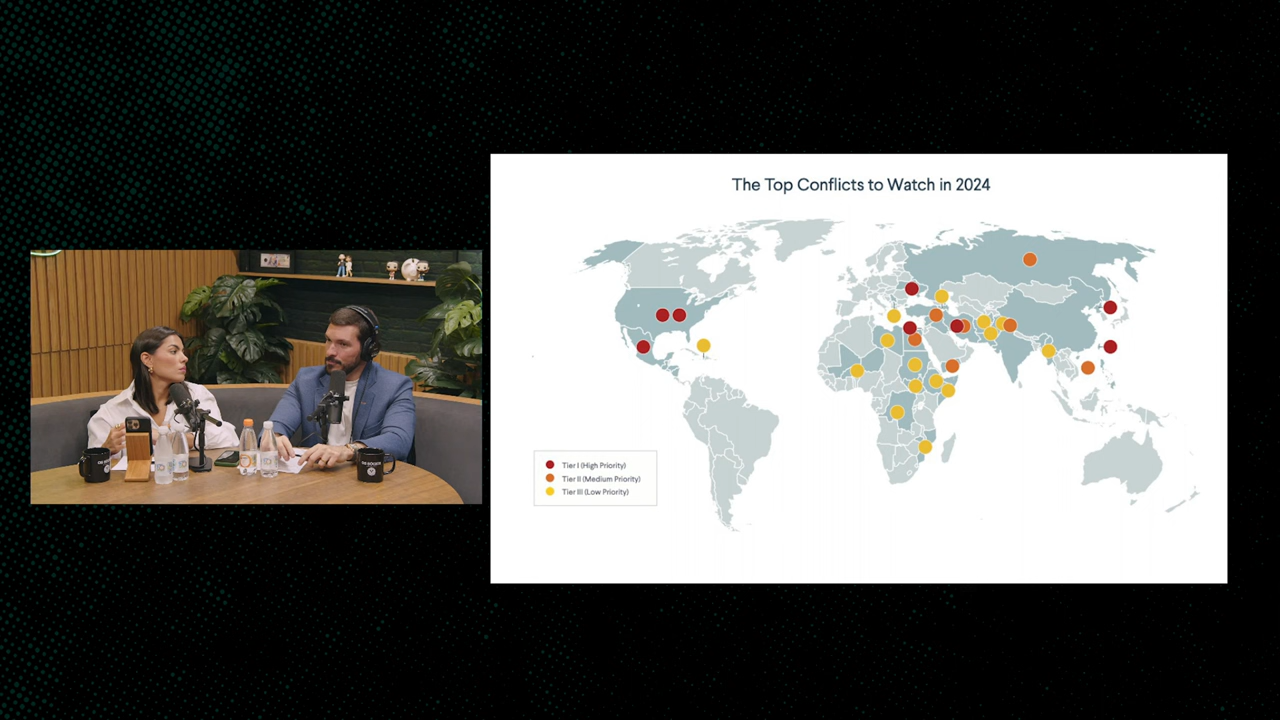 The Top Conflicts to Watch in 2024
Tier I (High Priority)
Tier II (Medium Priority)
Tier III (Low Priority)